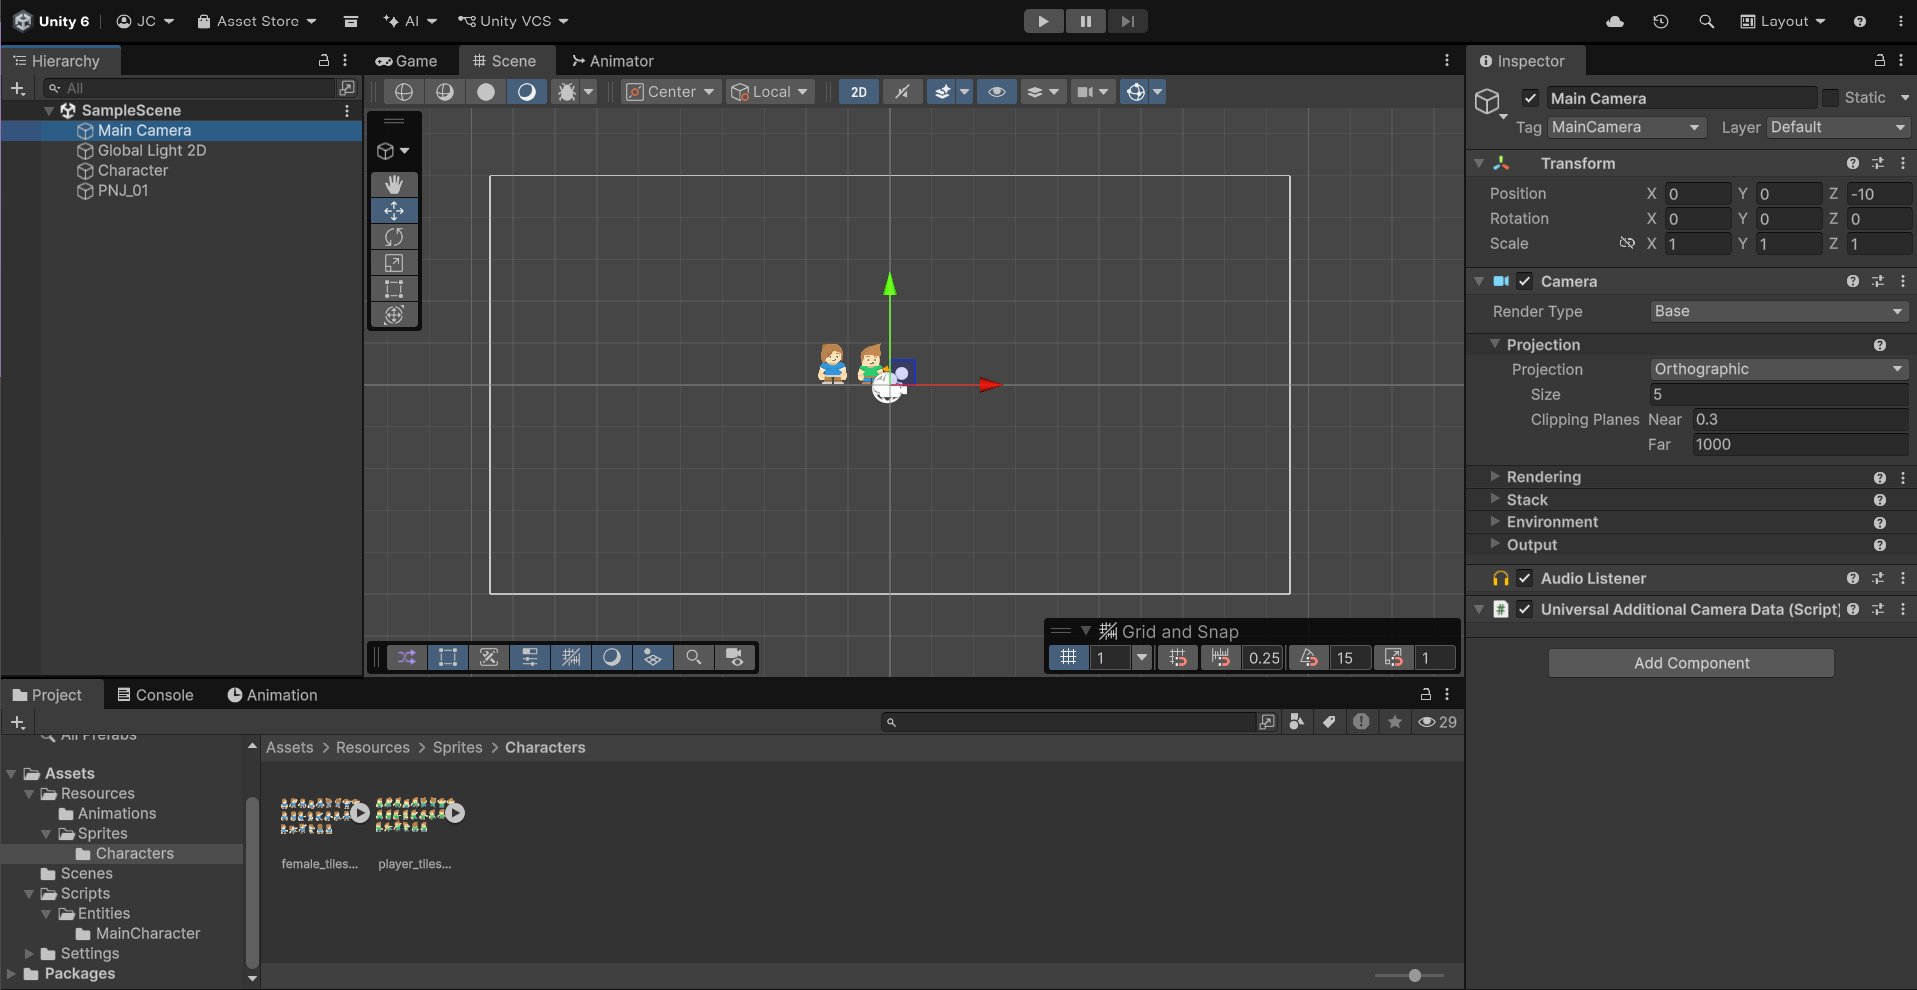 Unity 6 JC Asset Store AI Unity VCS Layout
Hierarchy
All
SampleScene
Main Camera
Global Light 2D
Character
PNJ_01
Game Scene Animator
Center Local 2D
Grid and Snap
1 0.25 15 1
Inspector
Main Camera Static
Tag MainCamera Layer Default
Transform
Position X 0 Y 0 Z -10
Rotation X 0 Y 0 Z 0
Scale X 1 Y 1 Z 1
Camera
Render Type Base
Projection
Projection Orthographic
Size 5
Clipping Planes Near 0.3
Far 1000
Rendering
Stack
Environment
Output
Audio Listener
# Universal Additional Camera Data (Script)
Add Component
Project Console Animation
29
All Prefabs
Assets
Resources
Animations
Sprites
Characters
Scenes
Scripts
Entities
MainCharacter
Settings
Packages
Assets > Resources > Sprites > Characters
female_tiles... player_tiles...